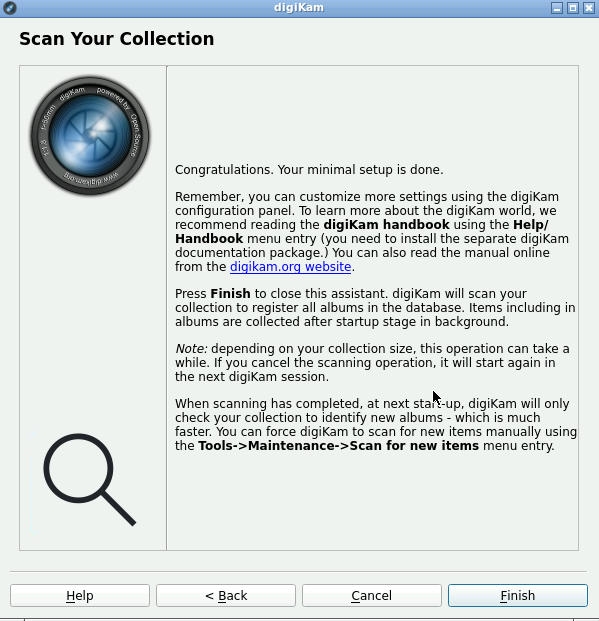 digiKam
Scan Your Collection
digiKam
powered by
Open Source
www.digikam.org
Congratulations. Your minimal setup is done.
Remember, you can customize more settings using the digiKam
configuration panel. To learn more about the digiKam world, we
recommend reading the digiKam handbook using the Help/
Handbook menu entry (you need to install the separate digiKam
documentation package.) You can also read the manual online
from the digikam.org website.
Press Finish to close this assistant. digiKam will scan your
collection to register all albums in the database. Items including in
albums are collected after startup stage in background.
Note: depending on your collection size, this operation can take a
while. If you cancel the scanning operation, it will start again in
the next digiKam session.
When scanning has completed, at next start-up, digiKam will only
check your collection to identify new albums - which is much
faster. You can force digiKam to scan for new items manually using
the Tools->Maintenance->Scan for new items menu entry.
Help
< Back
Cancel
Finish